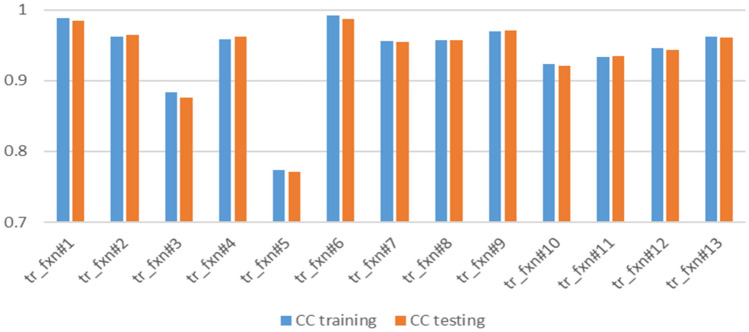 1
0.9
0.8
0.7
tr_fxn#1
tr_fxn#2
tr_fxn#3
tr_fxn#4
tr_fxn#5
tr_fxn#6
tr_fxn#7
tr_fxn#8
tr_fxn#9
tr_fxn#10
tr_fxn#11
tr_fxn#12
tr_fxn#13
CC training CC testing